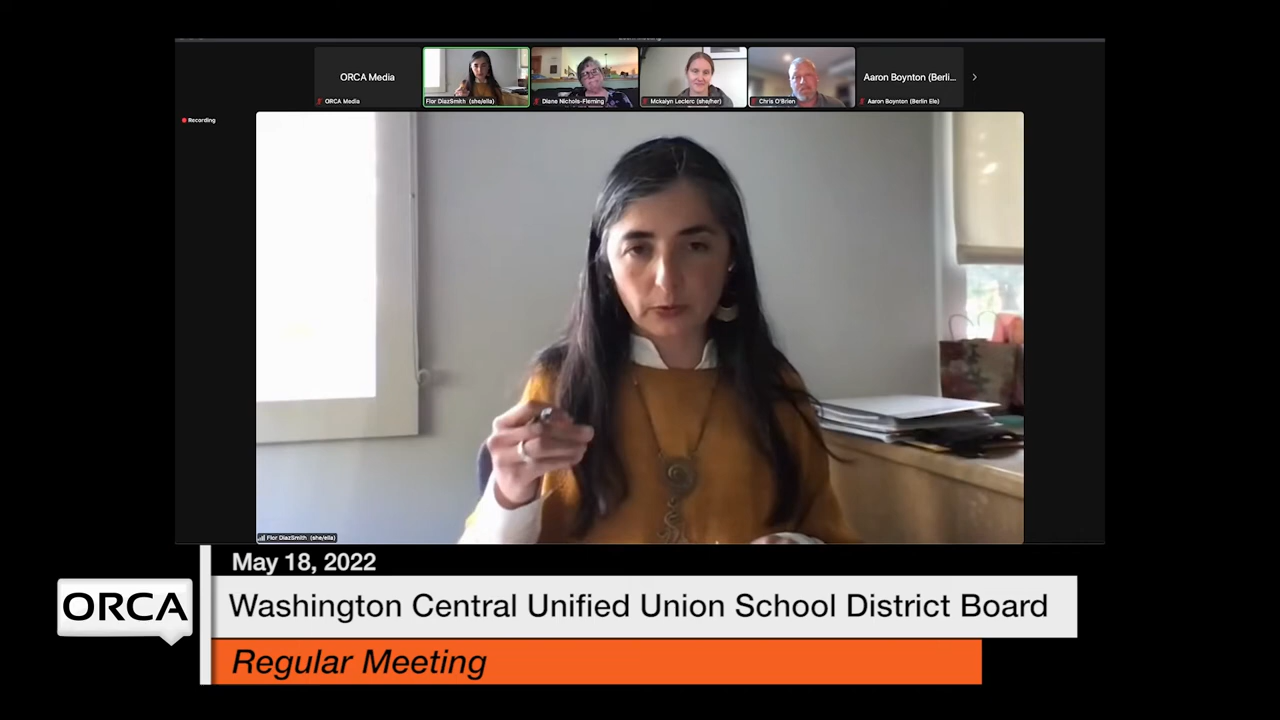 ORCA Media
Aaron Boynton (Berli...
ORCA Media
Flor DiazSmith (she/ella)
Diane Nichols-Fleming
Mckalyn Leclerc (she/her)
Chris O'Brien
Aaron Boynton (Berlin Ele)
Recording
Flor DiazSmith (she/ella)
May 18, 2022
ORCA
Washington Central Unified Union School District Board
Regular Meeting